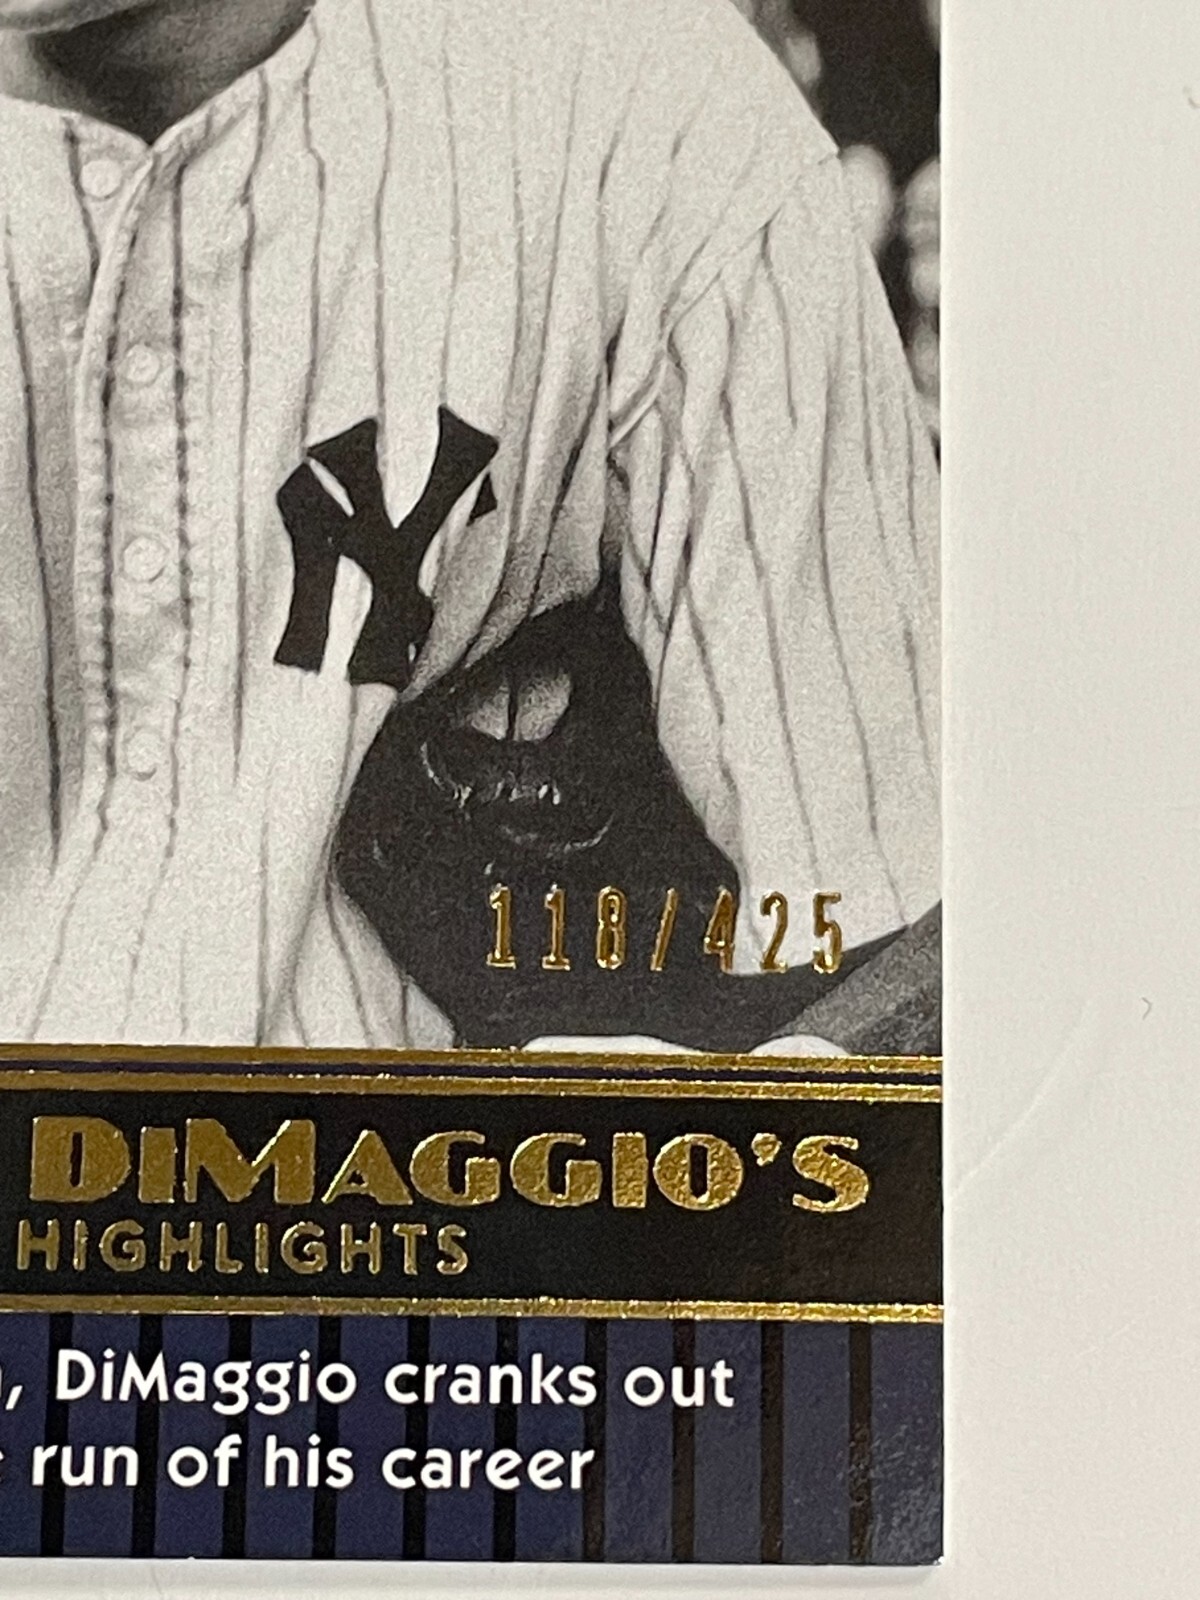 NY
118/425
DiMAGGIO'S
HIGHLIGHTS
, DiMaggio cranks out
run of his career